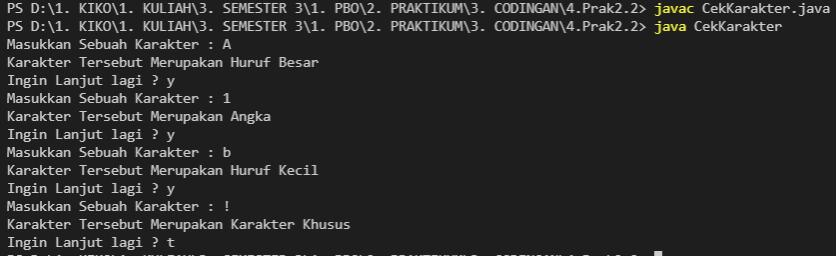 PS D:\1. KIKO\1. KULIAH\3. SEMESTER 3\1. PBO\2. PRAKTIKUM\3. CODINGAN\4.Prak2.2> javac CekKarakter.java
PS D:\1. KIKO\1. KULIAH\3. SEMESTER 3\1. PBO\2. PRAKTIKUM\3. CODINGAN\4.Prak2.2> java CekKarakter
Masukkan Sebuah Karakter : A
Karakter Tersebut Merupakan Huruf Besar
Ingin Lanjut lagi ? y
Masukkan Sebuah Karakter : 1
Karakter Tersebut Merupakan Angka
Ingin Lanjut lagi ? y
Masukkan Sebuah Karakter : b
Karakter Tersebut Merupakan Huruf Kecil
Ingin Lanjut lagi ? y
Masukkan Sebuah Karakter : !
Karakter Tersebut Merupakan Karakter Khusus
Ingin Lanjut lagi ? t